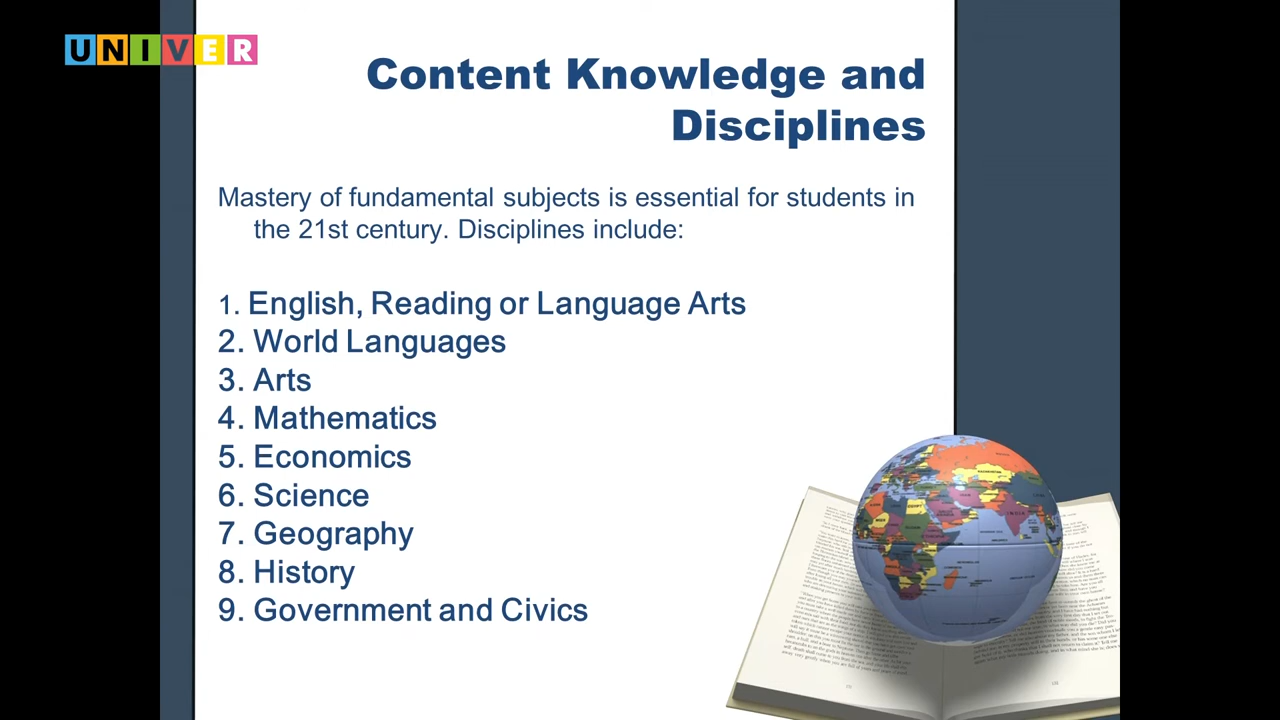 UNIVER
Content Knowledge and
Disciplines
Mastery of fundamental subjects is essential for students in
the 21st century. Disciplines include:
1. English, Reading or Language Arts
2. World Languages
3. Arts
4. Mathematics
5. Economics
6. Science
7. Geography
8. History
9. Government and Civics
INDIA